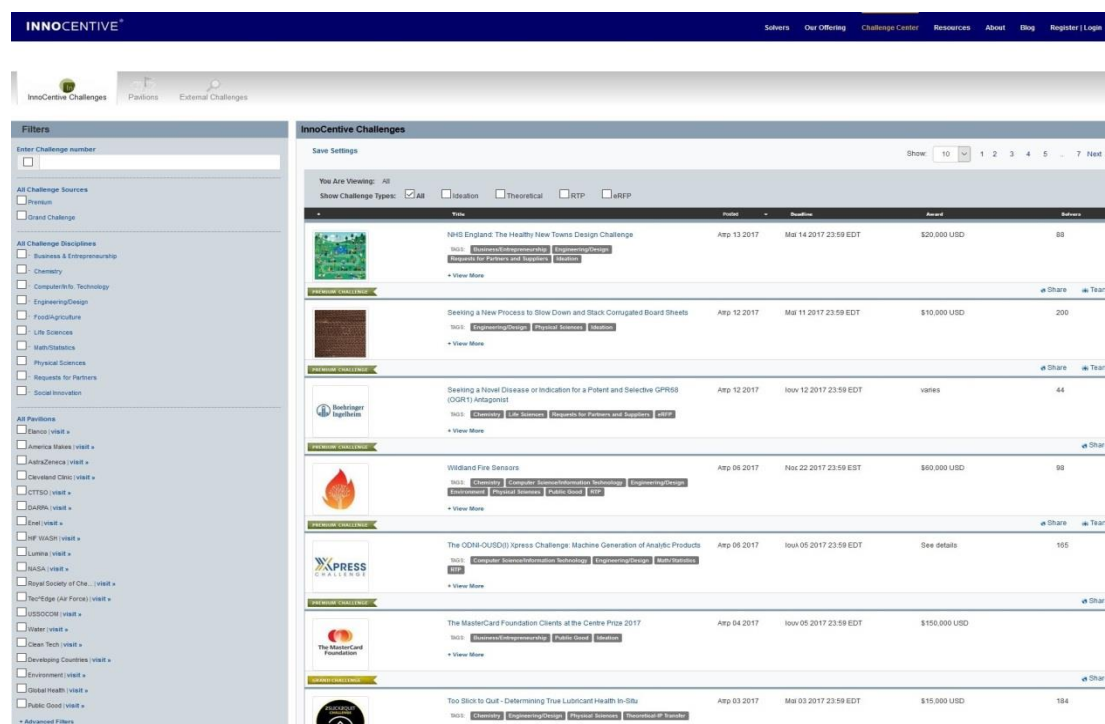 INNOCENTIVE®
Solvers Our Offering Challenge Center Resources About Blog Register | Login
InnoCentive Challenges Pavilions External Challenges
Filters
Enter Challenge number
All Challenge Sources
Premium
Grand Challenge
All Challenge Disciplines
Business & Entrepreneurship
Chemistry
Computer/Info. Technology
Engineering/Design
Food/Agriculture
Life Sciences
Math/Statistics
Physical Sciences
Requests for Partners
Social Innovation
All Pavilions
Elanco | visit »
America Makes | visit »
AstraZeneca | visit »
Cleveland Clinic | visit »
CTTSO | visit »
DARPA | visit »
Enel | visit »
HIF WASH | visit »
Lumina | visit »
NASA | visit »
Royal Society of Che... | visit »
Tec^Edge (Air Force) | visit »
USSOCOM | visit »
Water | visit »
Clean Tech | visit »
Developing Countries | visit »
Environment | visit »
Global Health | visit »
Public Good | visit »
+ Advanced Filters
InnoCentive Challenges
Save Settings
Show: 10 1 2 3 4 5 .. 7 Next
You Are Viewing: All
Show Challenge Types: All Ideation Theoretical RTP eRFP
Title Posted Deadline Award Solvers
NHS England: The Healthy New Towns Design Challenge Απρ 13 2017 Μαϊ 14 2017 23:59 EDT $20,000 USD 88
TAGS: Business/Entrepreneurship Engineering/Design
Requests for Partners and Suppliers Ideation
+ View More
PREMIUM CHALLENGE Share Tear
Seeking a New Process to Slow Down and Stack Corrugated Board Sheets Απρ 12 2017 Μαϊ 11 2017 23:59 EDT $10,000 USD 200
TAGS: Engineering/Design Physical Sciences Ideation
+ View More
PREMIUM CHALLENGE Share Tear
Boehringer Ingelheim
Seeking a Novel Disease or Indication for a Potent and Selective GPR68 Απρ 12 2017 Ιουν 12 2017 23:59 EDT varies 44
(OGR1) Antagonist
TAGS: Chemistry Life Sciences Requests for Partners and Suppliers eRFP
+ View More
PREMIUM CHALLENGE Shar
Wildland Fire Sensors Απρ 06 2017 Νοε 22 2017 23:59 EST $60,000 USD 98
TAGS: Chemistry Computer Science/Information Technology Engineering/Design
Environment Physical Sciences Public Good RTP
+ View More
PREMIUM CHALLENGE Share Tear
XPRESS
CHALLENGE
The ODNI-OUSD(I) Xpress Challenge: Machine Generation of Analytic Products Απρ 06 2017 Ιουλ 05 2017 23:59 EDT See details 165
TAGS: Computer Science/Information Technology Engineering/Design Math/Statistics
RTP
+ View More
PREMIUM CHALLENGE Shar
The MasterCard
Foundation
The MasterCard Foundation Clients at the Centre Prize 2017 Απρ 04 2017 Ιουν 05 2017 23:59 EDT $150,000 USD
TAGS: Business/Entrepreneurship Public Good Ideation
+ View More
GRAND CHALLENGE Shar
2SLICK2QUIT
CHALLENGE
Too Slick to Quit - Determining True Lubricant Health In-Situ Απρ 03 2017 Μαϊ 03 2017 23:59 EDT $15,000 USD 184
TAGS: Chemistry Engineering/Design Physical Sciences Theoretical-IP Transfer